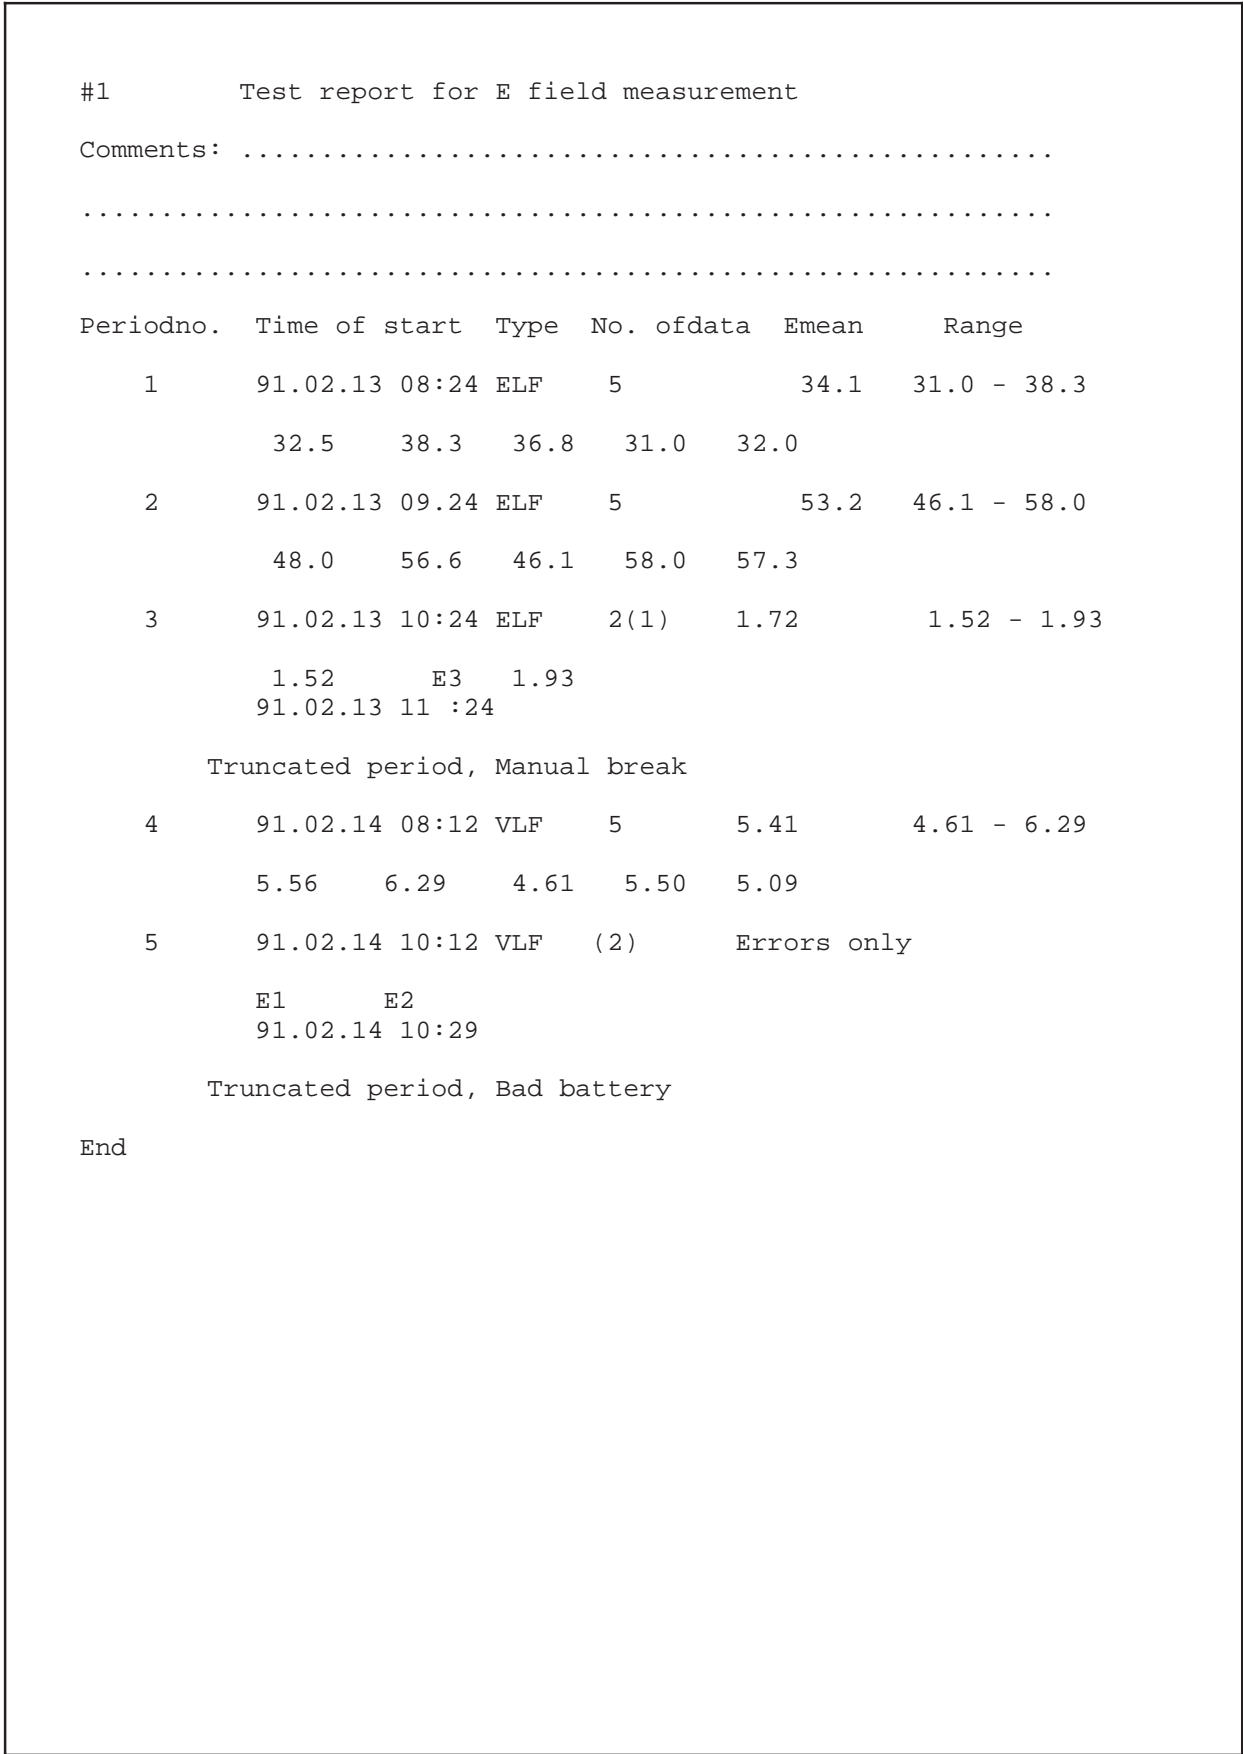 #1 Test report for E field measurement
Comments: ...................................................
.............................................................
.............................................................
Periodno. Time of start Type No. ofdata Emean Range
1 91.02.13 08:24 ELF 5 34.1 31.0 - 38.3
32.5 38.3 36.8 31.0 32.0
2 91.02.13 09.24 ELF 5 53.2 46.1 - 58.0
48.0 56.6 46.1 58.0 57.3
3 91.02.13 10:24 ELF 2(1) 1.72 1.52 - 1.93
1.52 E3 1.93
91.02.13 11 :24
Truncated period, Manual break
4 91.02.14 08:12 VLF 5 5.41 4.61 - 6.29
5.56 6.29 4.61 5.50 5.09
5 91.02.14 10:12 VLF (2) Errors only
E1 E2
91.02.14 10:29
Truncated period, Bad battery
End